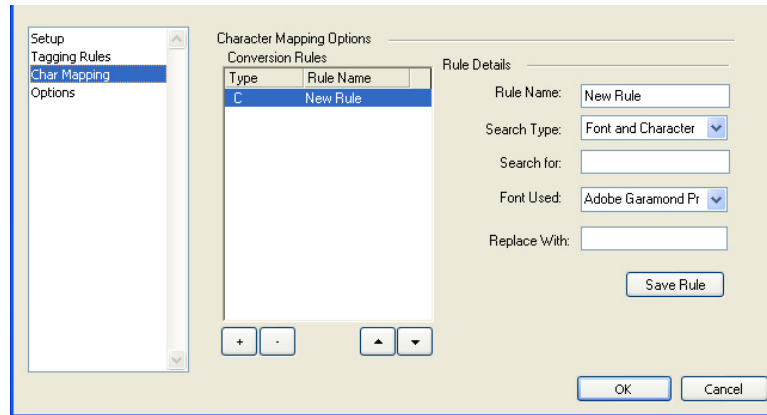 Setup
Tagging Rules
Char Mapping
Options
Character Mapping Options
Conversion Rules
Type Rule Name
C New Rule
+ -
Rule Details
Rule Name: New Rule
Search Type: Font and Character
Search for:
Font Used: Adobe Garamond Pr
Replace With:
Save Rule
OK Cancel